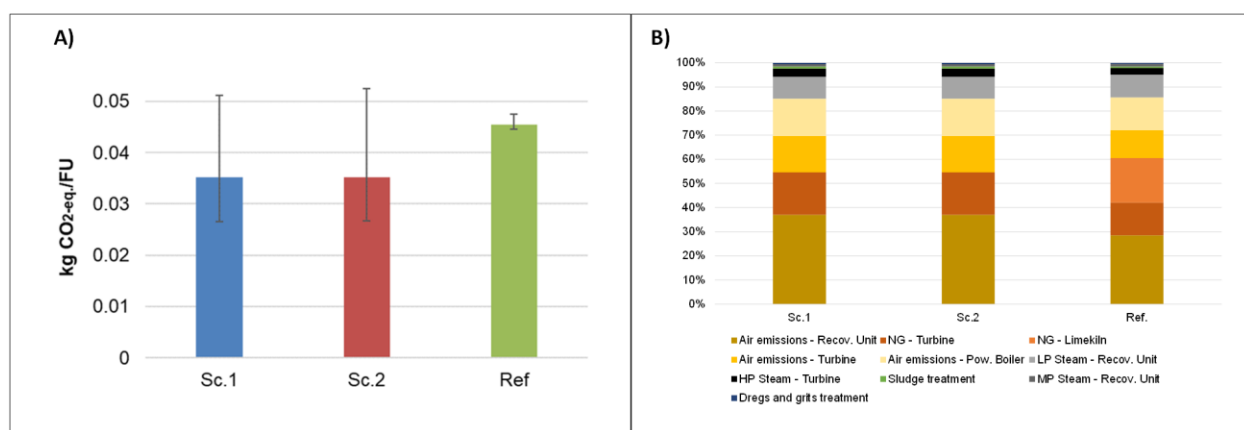 A)
kg CO2-eq./FU
0.05
0.04
0.03
0.02
0.01
0
Sc.1 Sc.2 Ref
B)
100%
90%
80%
70%
60%
50%
40%
30%
20%
10%
0%
Sc.1 Sc.2 Ref.
Air emissions - Recov. Unit NG - Turbine NG - Limekiln
Air emissions - Turbine Air emissions - Pow. Boiler LP Steam - Recov. Unit
HP Steam - Turbine Sludge treatment MP Steam - Recov. Unit
Dregs and grits treatment